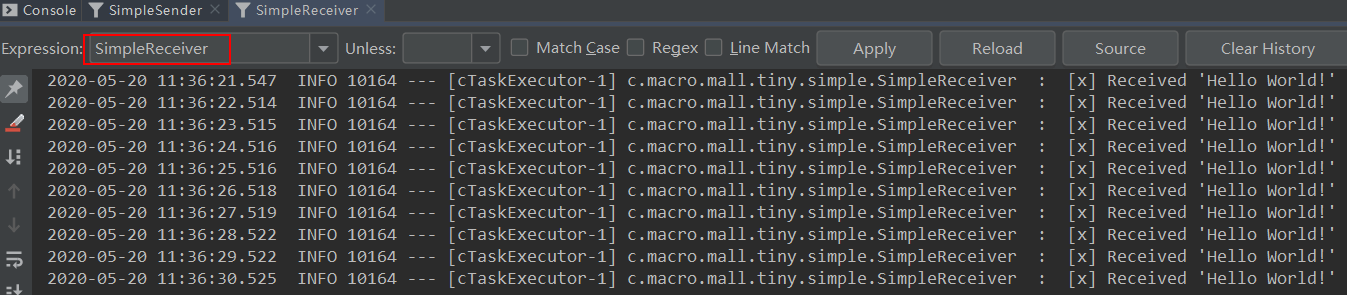 Console SimpleSender SimpleReceiver
Expression: SimpleReceiver Unless: Match Case Regex Line Match Apply Reload Source Clear History
2020-05-20 11:36:21.547 INFO 10164 --- [cTaskExecutor-1] c.macro.mall.tiny.simple.SimpleReceiver : [x] Received 'Hello World!'
2020-05-20 11:36:22.514 INFO 10164 --- [cTaskExecutor-1] c.macro.mall.tiny.simple.SimpleReceiver : [x] Received 'Hello World!'
2020-05-20 11:36:23.515 INFO 10164 --- [cTaskExecutor-1] c.macro.mall.tiny.simple.SimpleReceiver : [x] Received 'Hello World!'
2020-05-20 11:36:24.516 INFO 10164 --- [cTaskExecutor-1] c.macro.mall.tiny.simple.SimpleReceiver : [x] Received 'Hello World!'
2020-05-20 11:36:25.516 INFO 10164 --- [cTaskExecutor-1] c.macro.mall.tiny.simple.SimpleReceiver : [x] Received 'Hello World!'
2020-05-20 11:36:26.518 INFO 10164 --- [cTaskExecutor-1] c.macro.mall.tiny.simple.SimpleReceiver : [x] Received 'Hello World!'
2020-05-20 11:36:27.519 INFO 10164 --- [cTaskExecutor-1] c.macro.mall.tiny.simple.SimpleReceiver : [x] Received 'Hello World!'
2020-05-20 11:36:28.522 INFO 10164 --- [cTaskExecutor-1] c.macro.mall.tiny.simple.SimpleReceiver : [x] Received 'Hello World!'
2020-05-20 11:36:29.522 INFO 10164 --- [cTaskExecutor-1] c.macro.mall.tiny.simple.SimpleReceiver : [x] Received 'Hello World!'
2020-05-20 11:36:30.525 INFO 10164 --- [cTaskExecutor-1] c.macro.mall.tiny.simple.SimpleReceiver : [x] Received 'Hello World!'